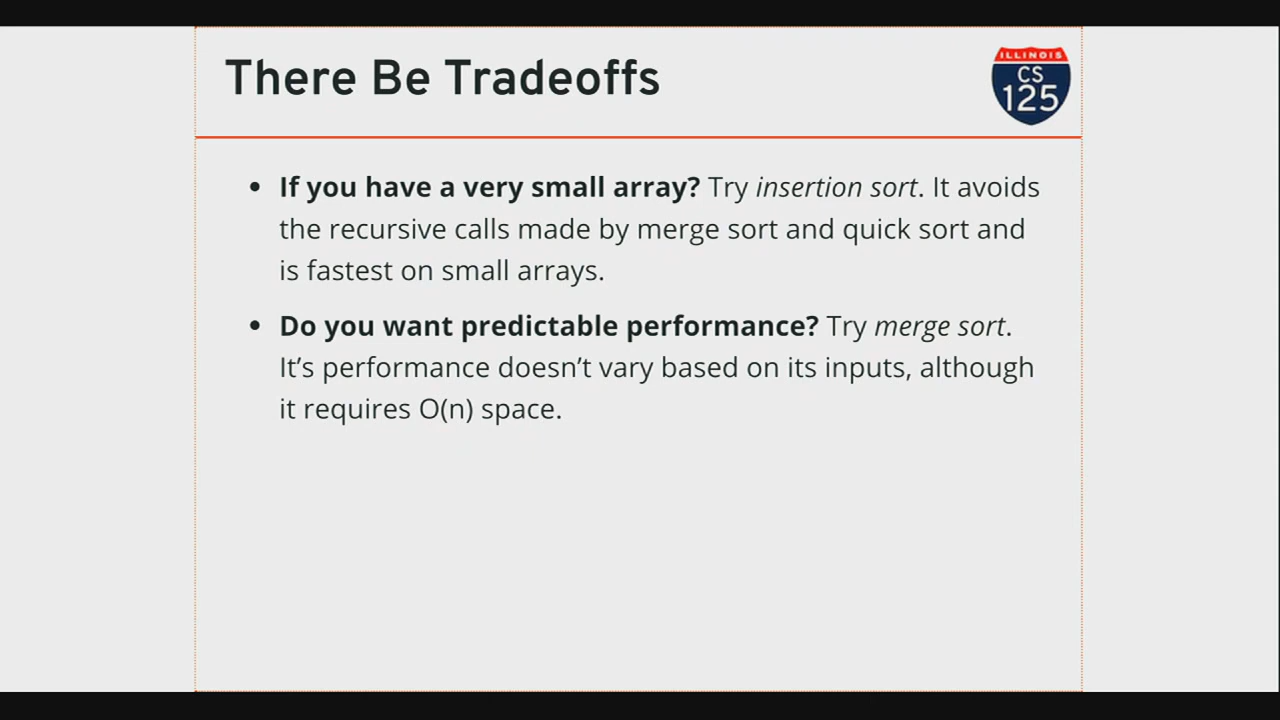 There Be Tradeoffs
ILLINOIS
CS
125
• If you have a very small array? Try insertion sort. It avoids
the recursive calls made by merge sort and quick sort and
is fastest on small arrays.
• Do you want predictable performance? Try merge sort.
It’s performance doesn’t vary based on its inputs, although
it requires O(n) space.